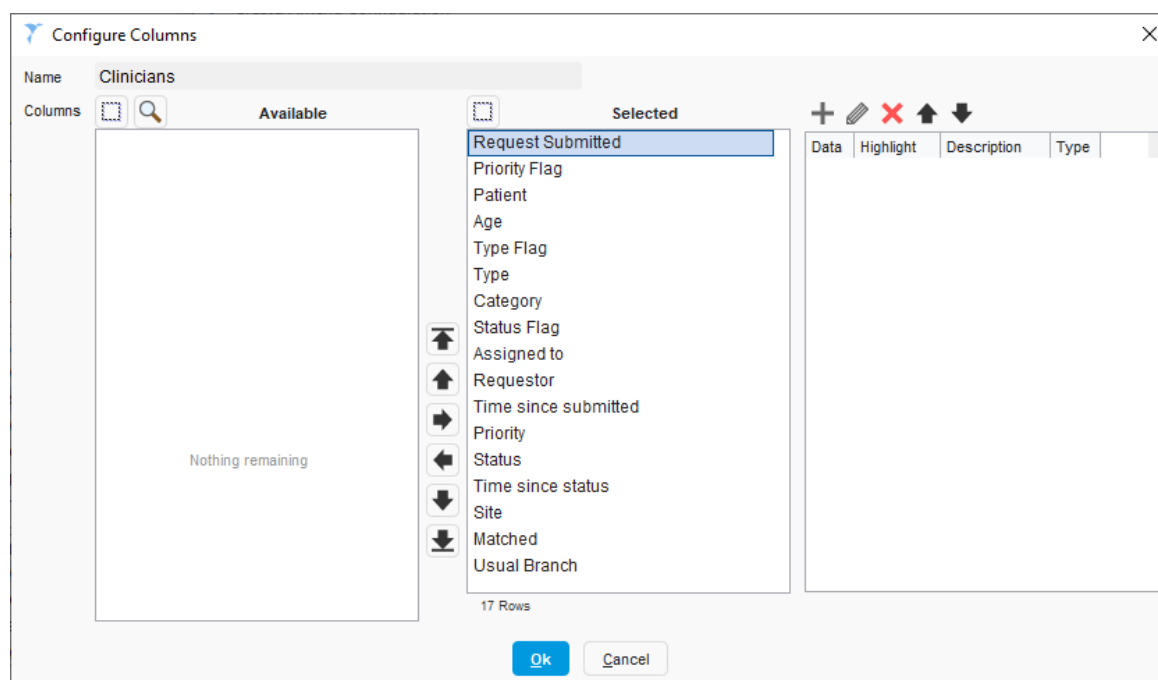 Configure Columns
Name Clinicians
Columns Available Selected
Data Highlight Description Type
Request Submitted
Priority Flag
Patient
Age
Type Flag
Type
Category
Status Flag
Assigned to
Requestor
Time since submitted
Priority
Status
Time since status
Site
Matched
Usual Branch
Nothing remaining
17 Rows
Ok Cancel